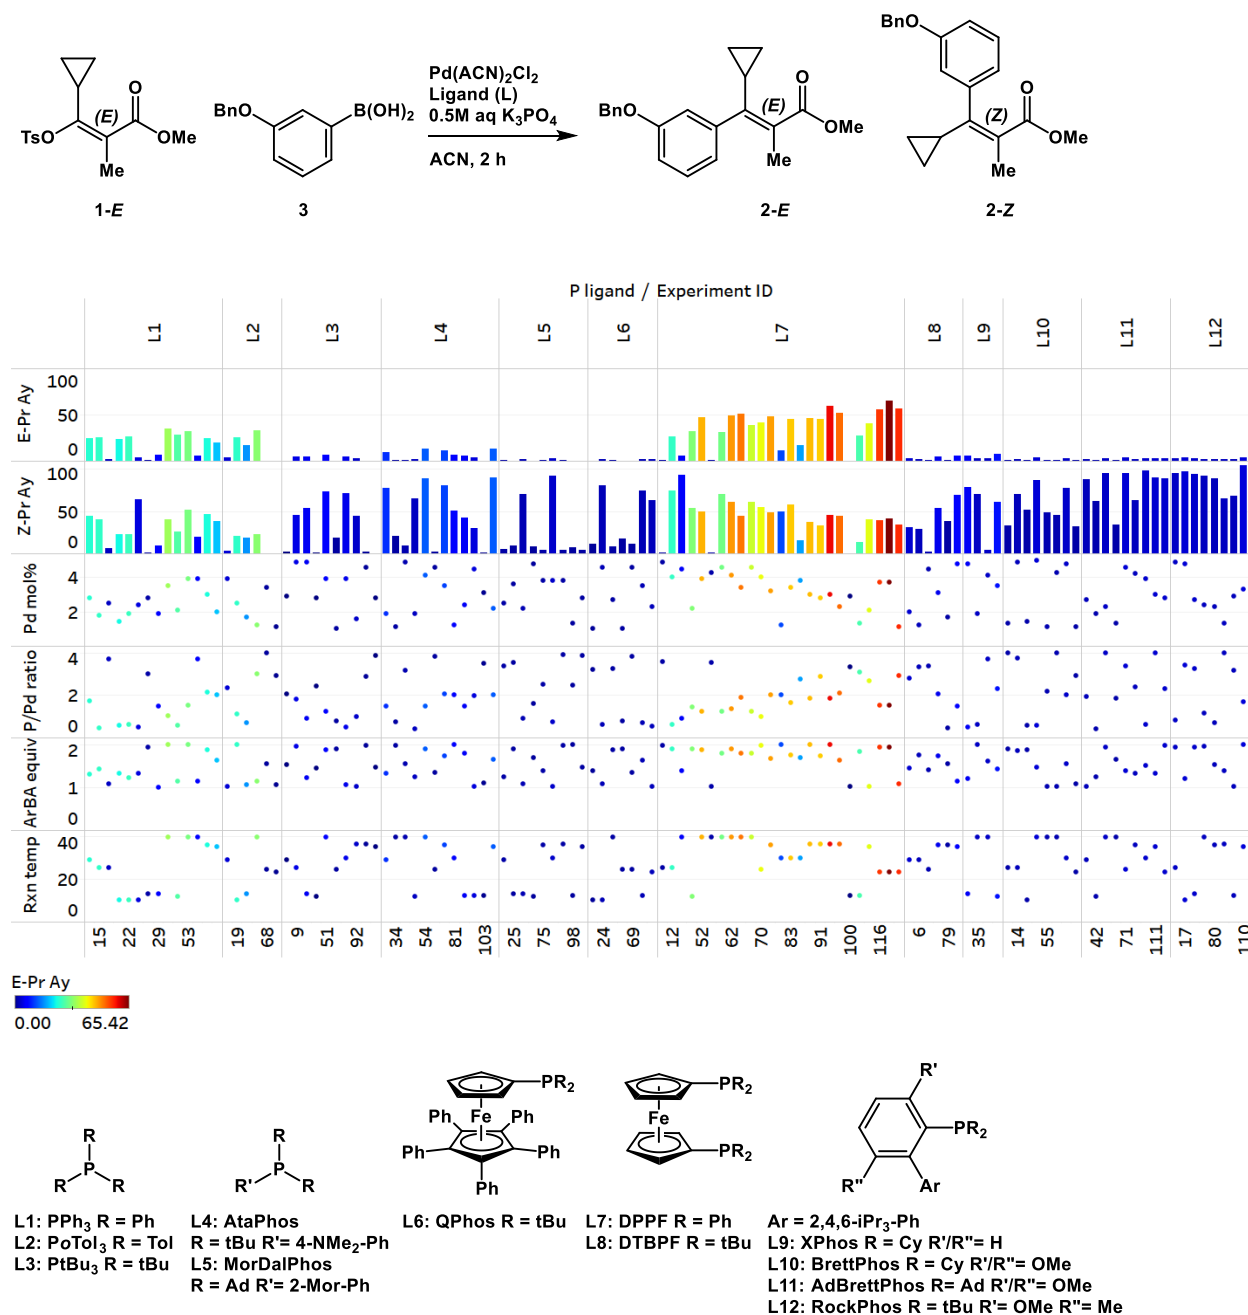 BnO
O
(E)
TsO
OMe
Me
1-E
BnO
B(OH)2
3
Pd(ACN)2Cl2
Ligand (L)
0.5M aq K3PO4
ACN, 2 h
BnO
(E)
O
OMe
Me
2-E
(Z)
O
OMe
Me
2-Z
P ligand / Experiment ID
L1 L2 L3 L4 L5 L6 L7 L8 L9 L10 L11 L12
E-Pr Ay
100
50
0
Z-Pr Ay
100
50
0
Pd mol%
4
2
P/Pd ratio
4
2
0
ArBA equiv
2
1
0
Rxn temp
40
20
0
15 22 29 53 19 68 9 51 92 34 54 81 103 25 75 98 24 69 12 52 62 70 83 91 100 116 6 79 35 14 55 42 71 111 17 80 110
E-Pr Ay
0.00 65.42
R
P
R R
R
P
R' R
PR2
Fe
Ph Ph
Ph Ph
Ph
PR2
Fe
PR2
R'
PR2
R"
Ar
L1: PPh3 R = Ph
L2: PoTol3 R = Tol
L3: PtBu3 R = tBu
L4: AtaPhos
R = tBu R'= 4-NMe2-Ph
L5: MorDalPhos
R = Ad R'= 2-Mor-Ph
L6: QPhos R = tBu
L7: DPPF R = Ph
L8: DTBPF R = tBu
Ar = 2,4,6-iPr3-Ph
L9: XPhos R = Cy R'/R"= H
L10: BrettPhos R = Cy R'/R"= OMe
L11: AdBrettPhos R= Ad R'/R"= OMe
L12: RockPhos R = tBu R'= OMe R"= Me